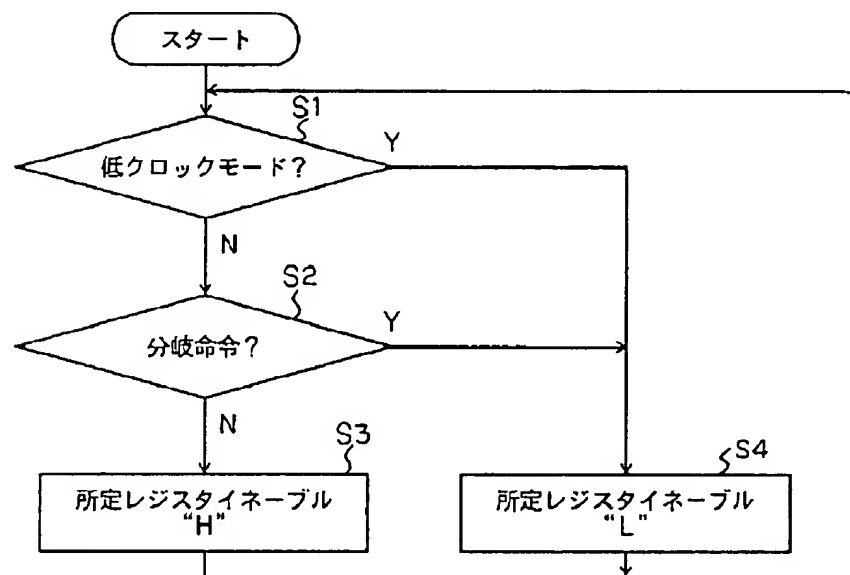 スタート
S1
低クロックモード？
Y
N
S2
分岐命令？
Y
N
S3
所定レジスタイネーブル
“H”
S4
所定レジスタイネーブル
“L”